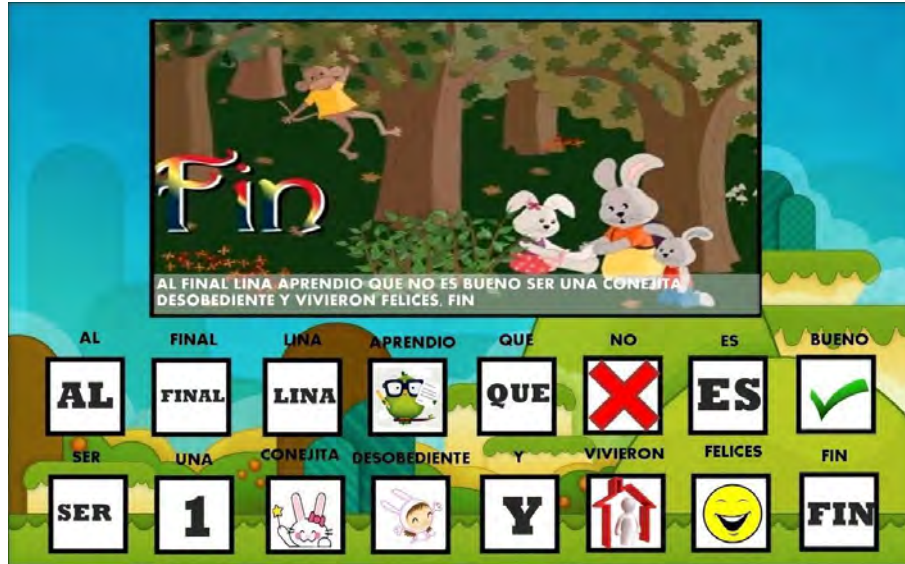 Fin
AL FINAL LINA APRENDIO QUE NO ES BUENO SER UNA CONEJITA
DESOBEDIENTE Y VIVIERON FELICES, FIN
AL FINAL LINA APRENDIO QUE NO ES BUENO
AL FINAL LINA QUE ES
SER UNA CONEJITA DESOBEDIENTE Y VIVIERON FELICES FIN
SER 1 Y FIN